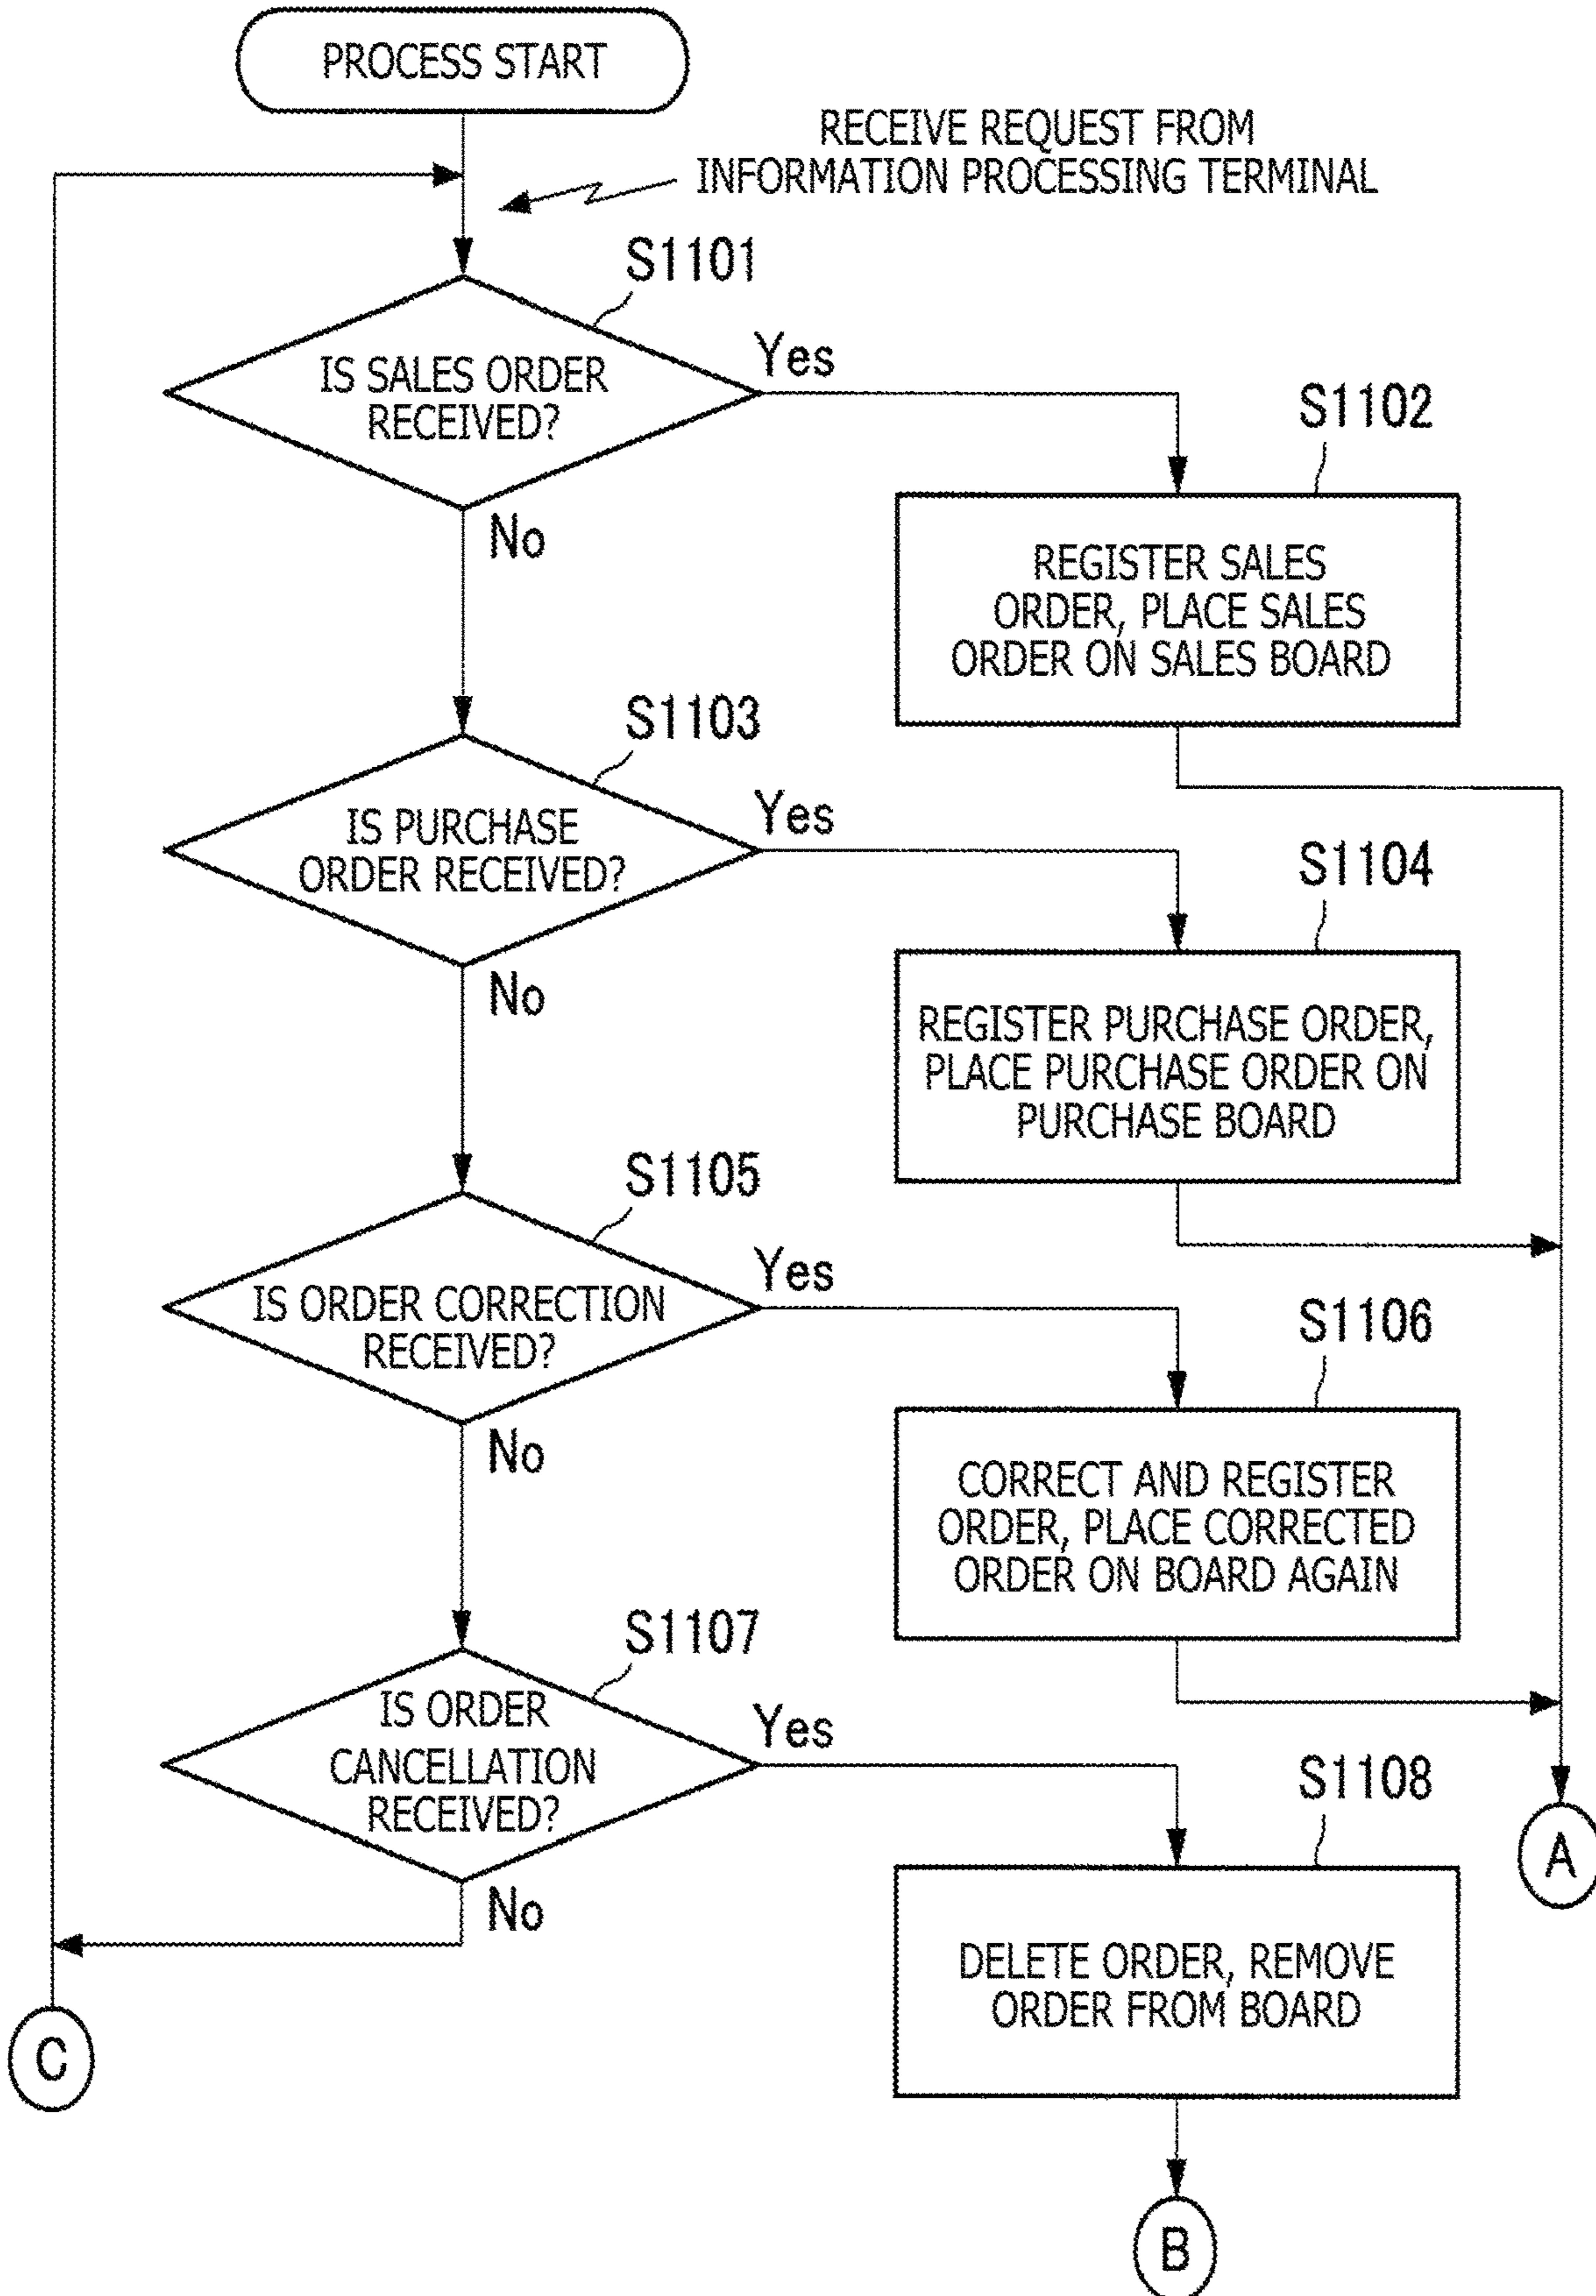 PROCESS START
RECEIVE REQUEST FROM
INFORMATION PROCESSING TERMINAL
S1101
IS SALES ORDER
RECEIVED?
Yes
No
S1102
REGISTER SALES
ORDER, PLACE SALES
ORDER ON SALES BOARD
S1103
IS PURCHASE
ORDER RECEIVED?
Yes
No
S1104
REGISTER PURCHASE ORDER,
PLACE PURCHASE ORDER ON
PURCHASE BOARD
S1105
IS ORDER CORRECTION
RECEIVED?
Yes
No
S1106
CORRECT AND REGISTER
ORDER, PLACE CORRECTED
ORDER ON BOARD AGAIN
S1107
IS ORDER
CANCELLATION
RECEIVED?
Yes
No
S1108
DELETE ORDER, REMOVE
ORDER FROM BOARD
A
C
B